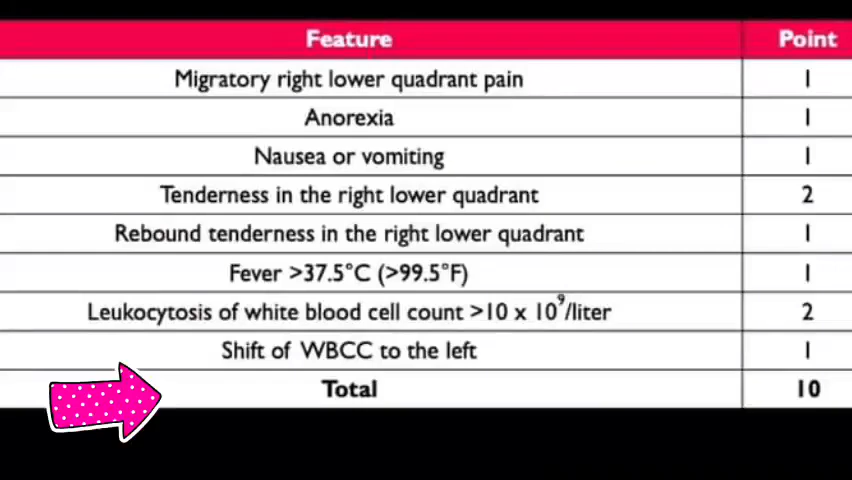 Feature Point
Migratory right lower quadrant pain 1
Anorexia 1
Nausea or vomiting 1
Tenderness in the right lower quadrant 2
Rebound tenderness in the right lower quadrant 1
Fever >37.5°C (>99.5°F) 1
Leukocytosis of white blood cell count >10 x 10⁹/liter 2
Shift of WBCC to the left 1
Total 10